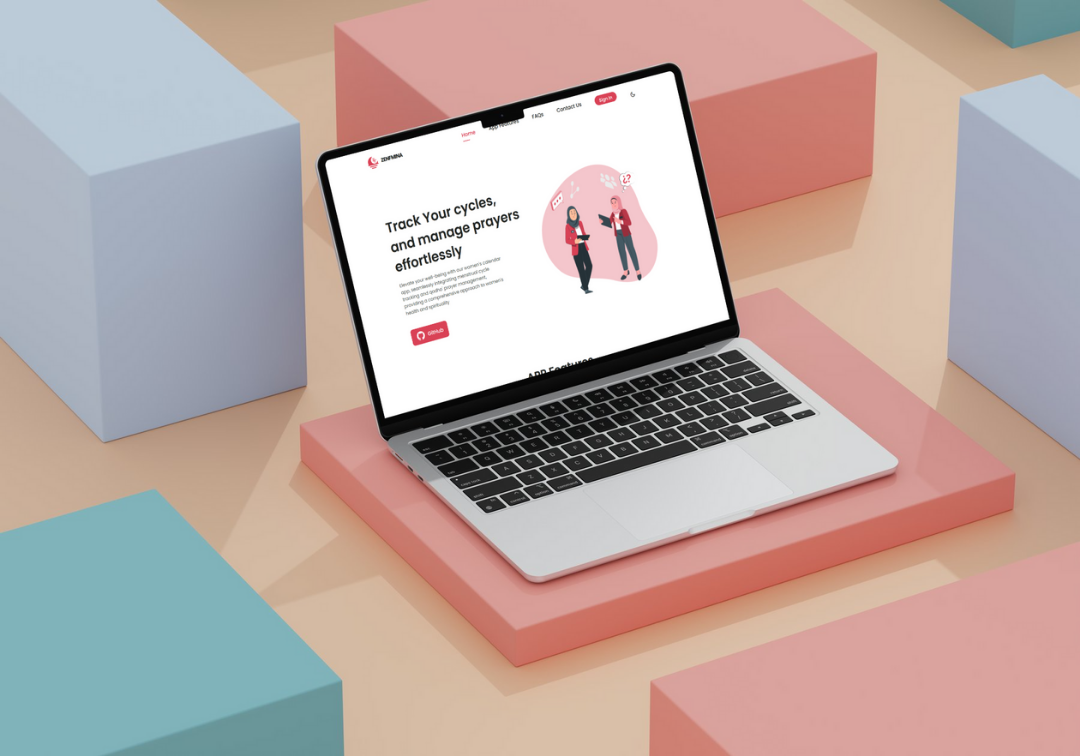 ZENFMINA
Home
App Features
FAQs
Contact Us
Sign In
¿?
Track Your cycles,
and manage prayers
effortlessly
Elevate your well-being with our women's calendar
app, seamlessly integrating menstrual cycle
tracking and qadha' prayer management,
providing a comprehensive approach to women's
health and spirituality.
GitHub
APP Features